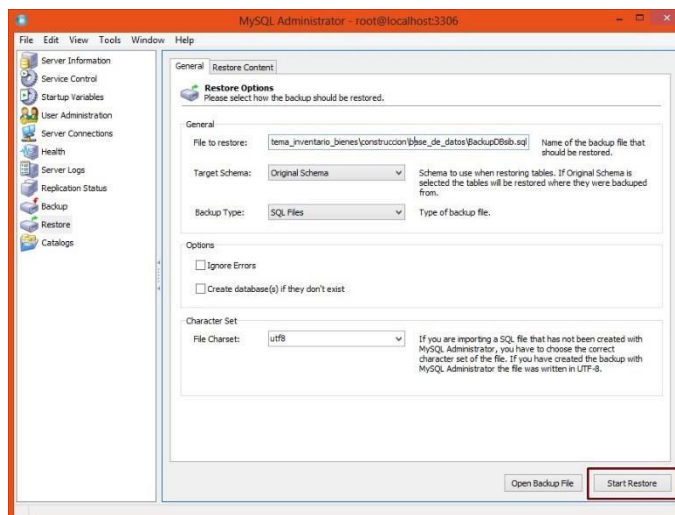 MySQL Administrator - root@localhost:3306
File Edit View Tools Window Help
Server Information
Service Control
Startup Variables
User Administration
Server Connections
Health
Server Logs
Replication Status
Backup
Restore
Catalogs
General Restore Content
Restore Options
Please select how the backup should be restored.
General
File to restore: tema_inventario_bienes\construccion\base_de_datos\BackupDBsib.sql
Name of the backup file that
should be restored.
Target Schema: Original Schema
Schema to use when restoring tables. If Original Schema is
selected the tables will be restored where they were backuped
from.
Backup Type: SQL Files Type of backup file.
Options
Ignore Errors
Create database(s) if they don't exist
Character Set
File Charset: utf8
If you are importing a SQL file that has not been created with
MySQL Administrator, you have to choose the correct
character set of the file. If you have created the backup with
MySQL Administrator the file was written in UTF-8.
Open Backup File Start Restore